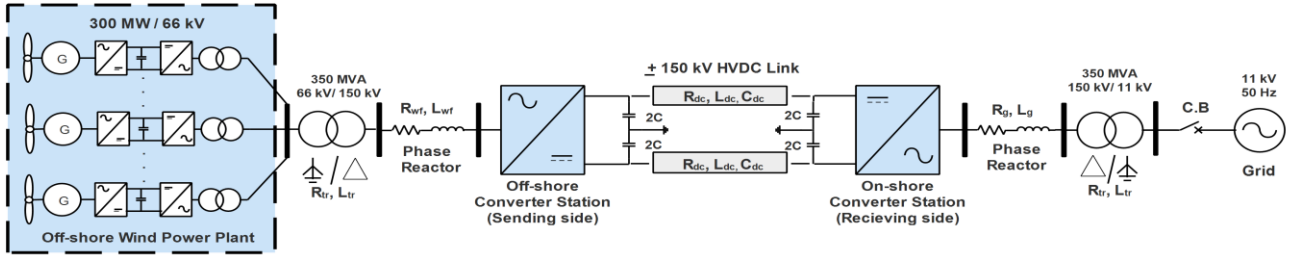 300 MW / 66 kV
G
G
G
Off-shore Wind Power Plant
350 MVA
66 kV/ 150 kV
Rtr, Ltr
Rwf, Lwf
Phase
Reactor
Off-shore
Converter Station
(Sending side)
+ 150 kV HVDC Link
Rdc, Ldc, Cdc
2C
2C
2C
2C
Rdc, Ldc, Cdc
On-shore
Converter Station
(Recieving side)
Rg, Lg
Phase
Reactor
350 MVA
150 kV/ 11 kV
Rtr, Ltr
C.B
11 kV
50 Hz
Grid